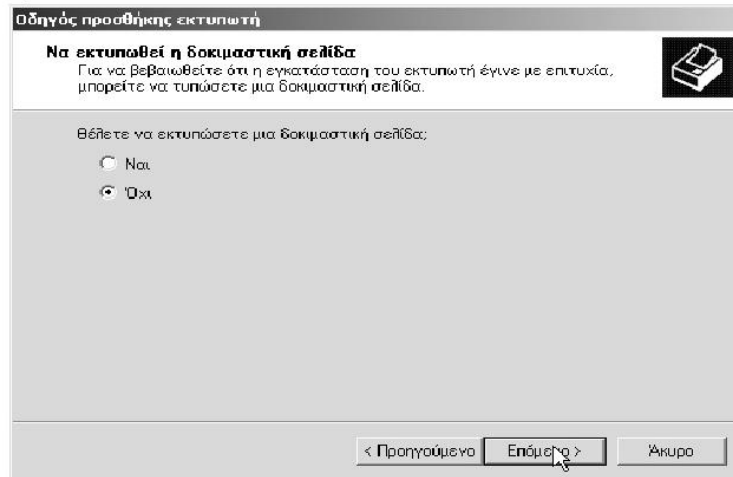 Οδηγός προσθήκης εκτυπωτή
Να εκτυπωθεί η δοκιμαστική σελίδα
Για να βεβαιωθείτε ότι η εγκατάσταση του εκτυπωτή έγινε με επιτυχία,
μπορείτε να τυπώσετε μια δοκιμαστική σελίδα.
Θέλετε να εκτυπώσετε μια δοκιμαστική σελίδα;
Ναι
Όχι
< Προηγούμενο
Επόμενο >
Άκυρο